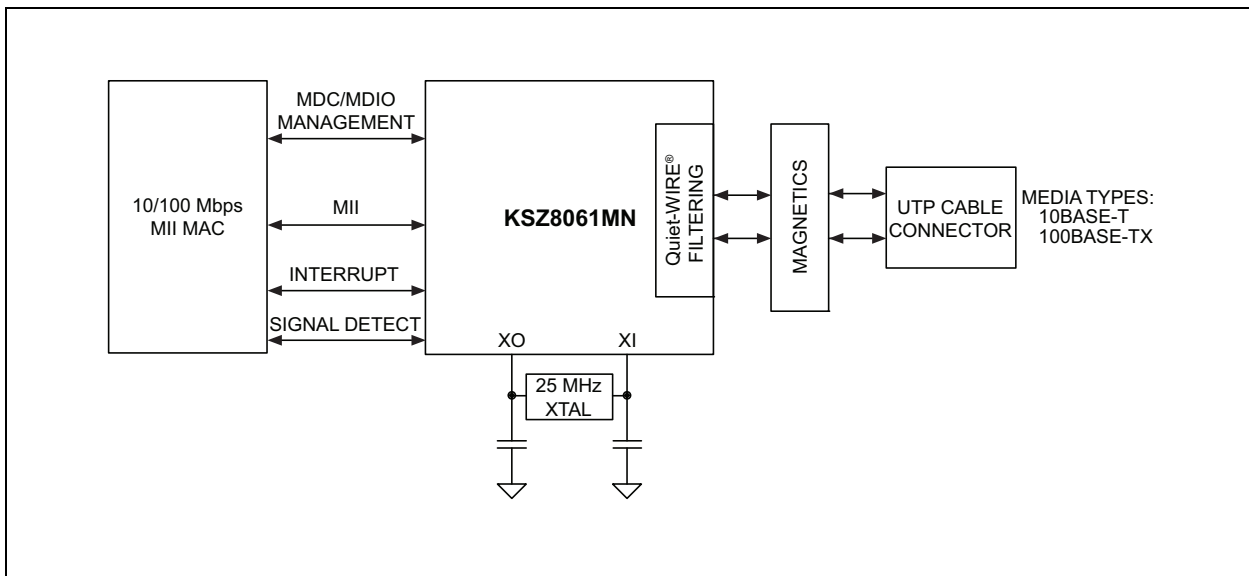 MDC/MDIO
MANAGEMENT
10/100 Mbps
MII MAC
MII
INTERRUPT
SIGNAL DETECT
KSZ8061MN
Quiet-WIRE®
FILTERING
MAGNETICS
UTP CABLE
CONNECTOR
MEDIA TYPES:
10BASE-T
100BASE-TX
XO
XI
25 MHz
XTAL